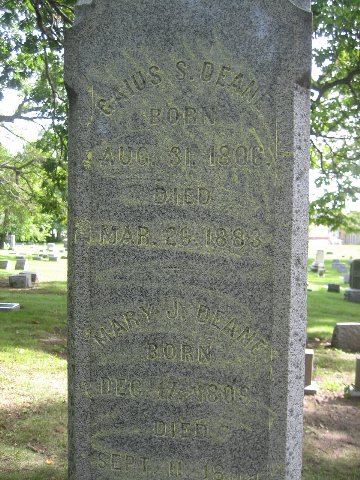 GAIUS S. DEANE
BORN
AUG. 31. 1806
DIED
MAR. 29. 1883
MARY J. DEANE
BORN
DEC. 17. 1809
DIED
SEPT. 11.